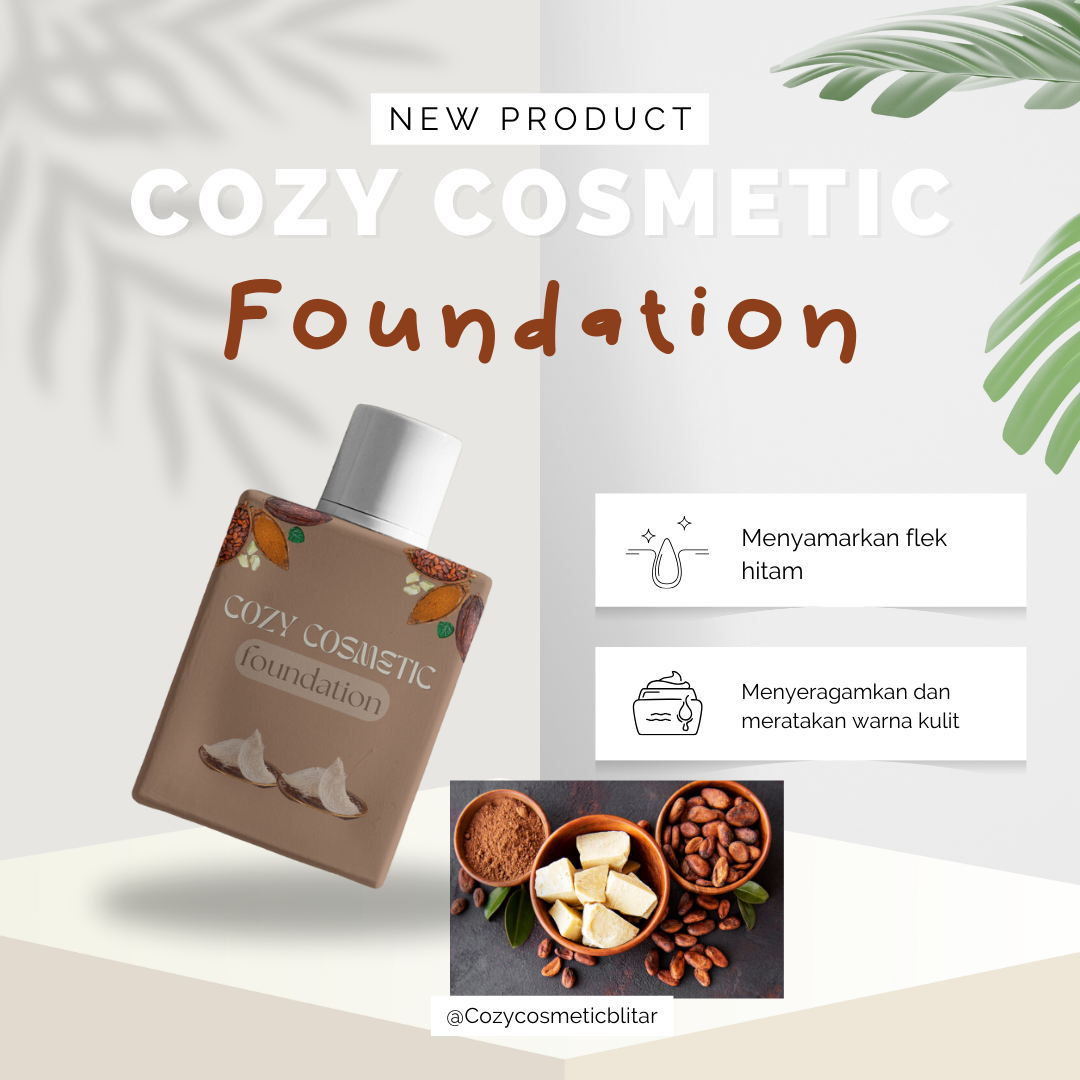 NEW PRODUCT
COZY COSMETIC
Foundation
COZY COSMETIC
foundation
Menyamarkan flek
hitam
Menyeragamkan dan
meratakan warna kulit
@Cozycosmeticblitar